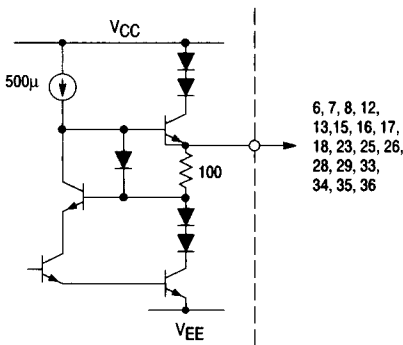 VCC
500μ
6, 7, 8, 12,
13,15, 16, 17,
18, 23, 25, 26,
28, 29, 33,
34, 35, 36
100
VEE